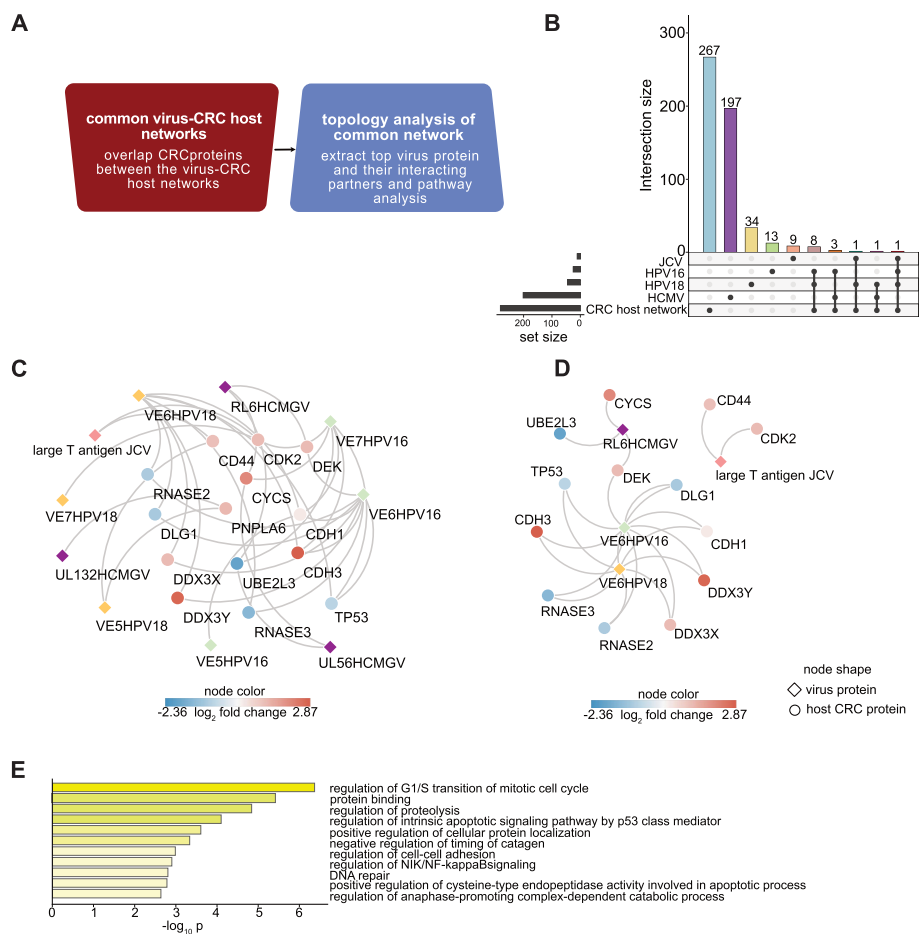 A
common virus-CRC host
networks
overlap CRCproteins
between the virus-CRC
host networks
topology analysis of
common network
extract top virus protein
and their interacting
partners and pathway
analysis
B
Intersection size
300
200
100
0
267
197
34
13
9
8
3
1
1
1
JCV
HPV16
HPV18
HCMV
CRC host network
200
100
0
set size
C
VE6HPV18
RL6HCMGV
large T antigen JCV
VE7HPV16
CD44
CDK2
DEK
RNASE2
CYCS
VE7HPV18
PNPLA6
VE6HPV16
DLG1
CDH1
UL132HCMGV
DDX3X
UBE2L3
CDH3
VE5HPV18
DDX3Y
TP53
RNASE3
VE5HPV16
UL56HCMGV
node color
-2.36 log2 fold change 2.87
D
CYCS
CD44
UBE2L3
RL6HCMGV
CDK2
TP53
DEK
large T antigen JCV
DLG1
CDH3
VE6HPV16
CDH1
VE6HPV18
DDX3Y
RNASE3
RNASE2
DDX3X
node color
-2.36 log2 fold change 2.87
node shape
virus protein
host CRC protein
E
regulation of G1/S transition of mitotic cell cycle
protein binding
regulation of proteolysis
regulation of intrinsic apoptotic signaling pathway by p53 class mediator
positive regulation of cellular protein localization
negative regulation of timing of catagen
regulation of cell-cell adhesion
regulation of NIK/NF-kappaBsignaling
DNA repair
positive regulation of cysteine-type endopeptidase activity involved in apoptotic process
regulation of anaphase-promoting complex-dependent catabolic process
0 1 2 3 4 5 6
-log10 p